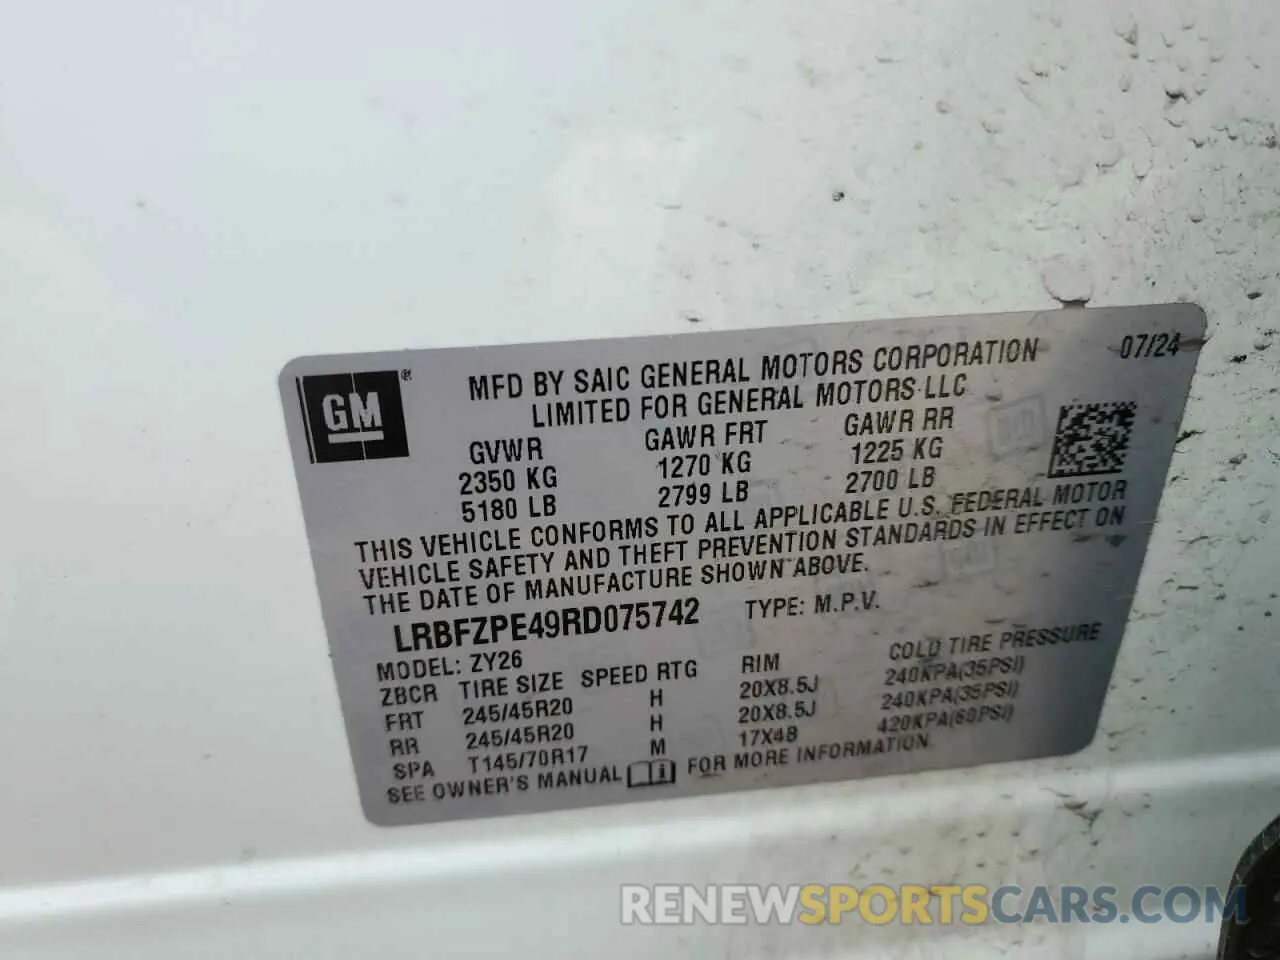 GM®
MFD BY SAIC GENERAL MOTORS CORPORATION 07/24
LIMITED FOR GENERAL MOTORS LLC
GVWR GAWR FRT GAWR RR
2350 KG 1270 KG 1225 KG
5180 LB 2799 LB 2700 LB
THIS VEHICLE CONFORMS TO ALL APPLICABLE U.S. FEDERAL MOTOR
VEHICLE SAFETY AND THEFT PREVENTION STANDARDS IN EFFECT ON
THE DATE OF MANUFACTURE SHOWN ABOVE.
LRBFZPE49RD075742 TYPE: M.P.V.
MODEL: ZY26
ZBCR TIRE SIZE SPEED RTG RIM COLD TIRE PRESSURE
FRT 245/45R20 H 20X8.5J 240KPA(35PSI)
RR 245/45R20 H 20X8.5J 240KPA(35PSI)
SPA T145/70R17 M 17X4B 420KPA(60PSI)
SEE OWNER'S MANUAL FOR MORE INFORMATION.
RENEWSPORTSCARS.COM